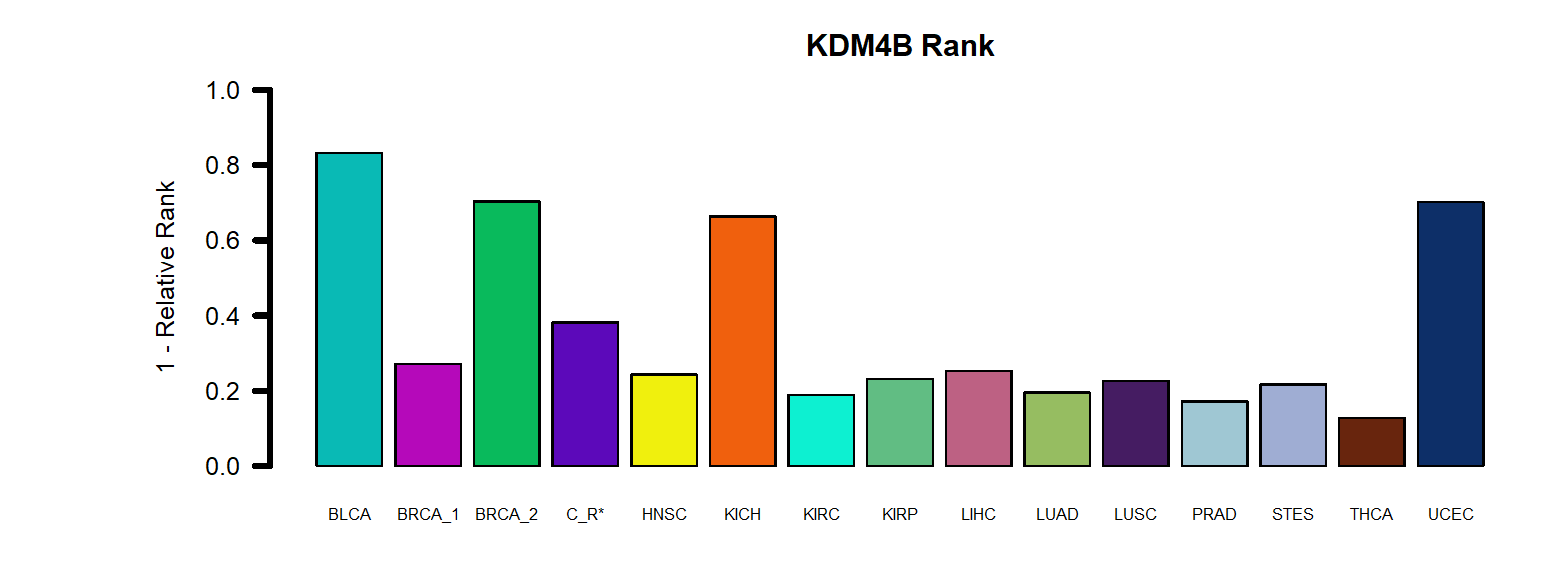 KDM4B Rank
1 - Relative Rank
1.0
0.8
0.6
0.4
0.2
0.0
BLCA BRCA_1 BRCA_2 C_R* HNSC KICH KIRC KIRP LIHC LUAD LUSC PRAD STES THCA UCEC